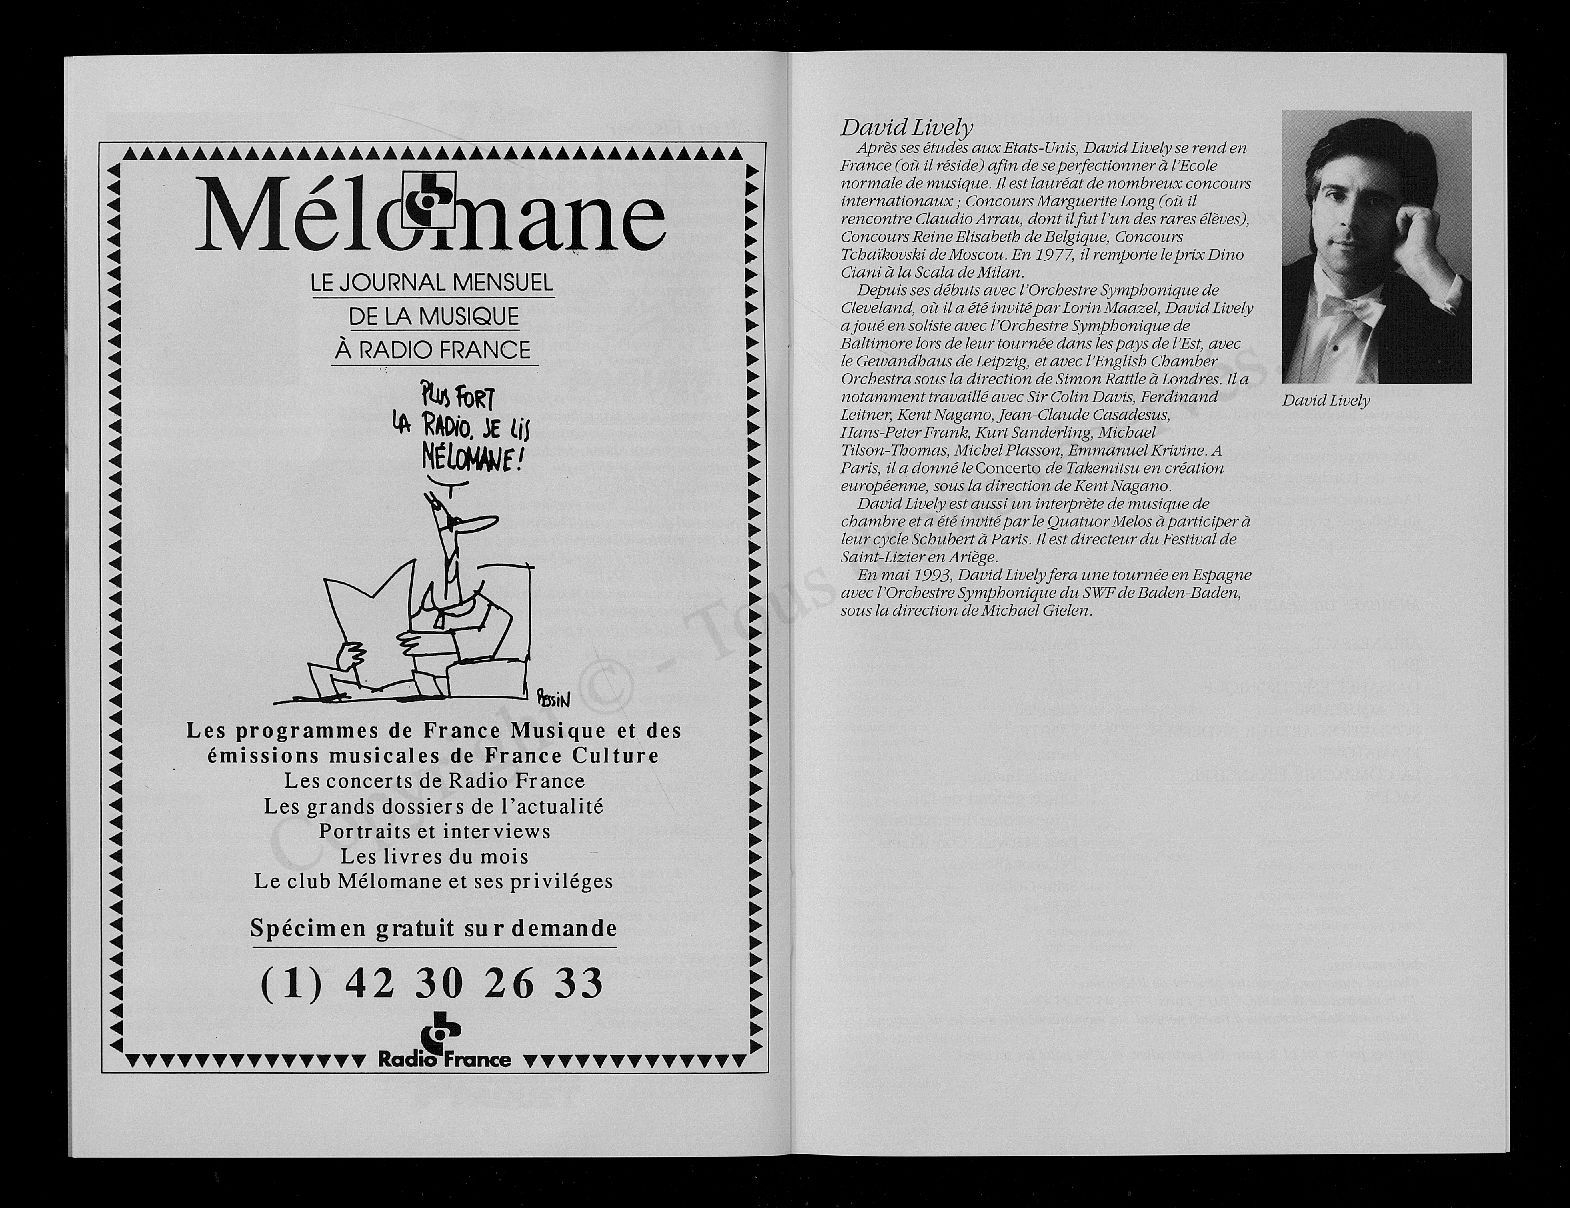 Mélomane
LE JOURNAL MENSUEL
DE LA MUSIQUE
À RADIO FRANCE
PLUS FORT
LA RADIO, JE LIS
MÉLOMANE !
PESSIN
Les programmes de France Musique et des
émissions musicales de France Culture
Les concerts de Radio France
Les grands dossiers de l'actualité
Portraits et interviews
Les livres du mois
Le club Mélomane et ses priviléges
Spécimen gratuit sur demande
(1) 42 30 26 33
Radio France
David Lively
Après ses études aux Etats-Unis, David Lively se rend en
France (où il réside) afin de se perfectionner à l'Ecole
normale de musique. Il est lauréat de nombreux concours
internationaux ; Concours Marguerite Long (où il
rencontre Claudio Arrau, dont il fut l'un des rares élèves),
Concours Reine Elisabeth de Belgique, Concours
Tchaïkovski de Moscou. En 1977, il remporte le prix Dino
Ciani à la Scala de Milan.
Depuis ses débuts avec l'Orchestre Symphonique de
Cleveland, où il a été invité par Lorin Maazel, David Lively
a joué en soliste avec l'Orchestre Symphonique de
Baltimore lors de leur tournée dans les pays de l'Est, avec
le Gewandhaus de Leipzig, et avec l'English Chamber
Orchestra sous la direction de Simon Rattle à Londres. Il a
notamment travaillé avec Sir Colin Davis, Ferdinand
Leitner, Kent Nagano, Jean-Claude Casadesus,
Hans-Peter Frank, Kurt Sanderling, Michael
Tilson-Thomas, Michel Plasson, Emmanuel Krivine. A
Paris, il a donné le Concerto de Takemitsu en création
européenne, sous la direction de Kent Nagano.
David Lively est aussi un interprète de musique de
chambre et a été invité par le Quatuor Melos à participer à
leur cycle Schubert à Paris. Il est directeur du Festival de
Saint-Lizier en Ariège.
En mai 1993, David Lively fera une tournée en Espagne
avec l'Orchestre Symphonique du SWF de Baden-Baden,
sous la direction de Michael Gielen.
David Lively
Copyright © - Tous